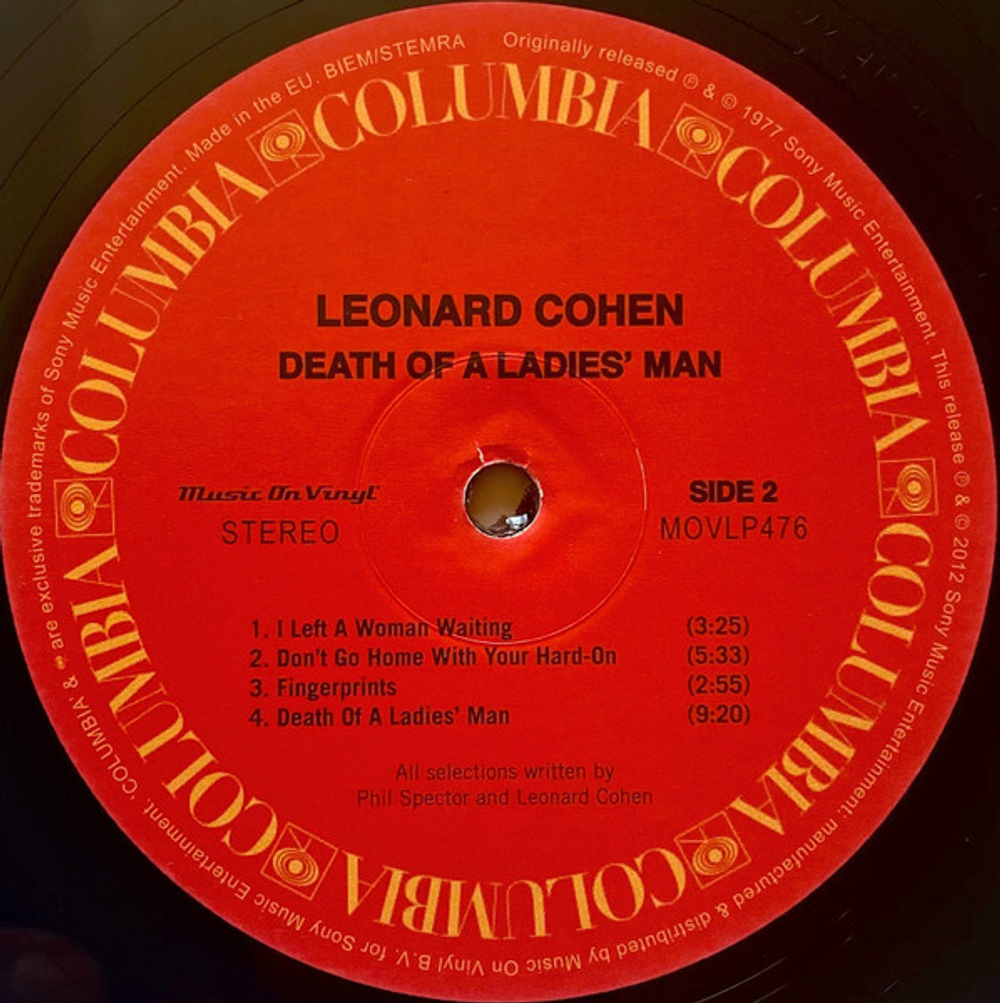 Originally released ℗ & © 1977 Sony Music Entertainment. This release ℗ & © 2012 Sony Music Entertainment: manufactured & distributed by Music On Vinyl B.V. for Sony Music Entertainment. 'COLUMBIA' & are exclusive trademarks of Sony Music Entertainment. Made in the EU. BIEM/STEMRA
COLUMBIA
COLUMBIA
COLUMBIA
COLUMBIA
COLUMBIA
COLUMBIA
COLUMBIA
COLUMBIA
LEONARD COHEN
DEATH OF A LADIES' MAN
Music On Vinyl
STEREO
SIDE 2
MOVLP476
1. I Left A Woman Waiting (3:25)
2. Don't Go Home With Your Hard-On (5:33)
3. Fingerprints (2:55)
4. Death Of A Ladies' Man (9:20)
All selections written by
Phil Spector and Leonard Cohen